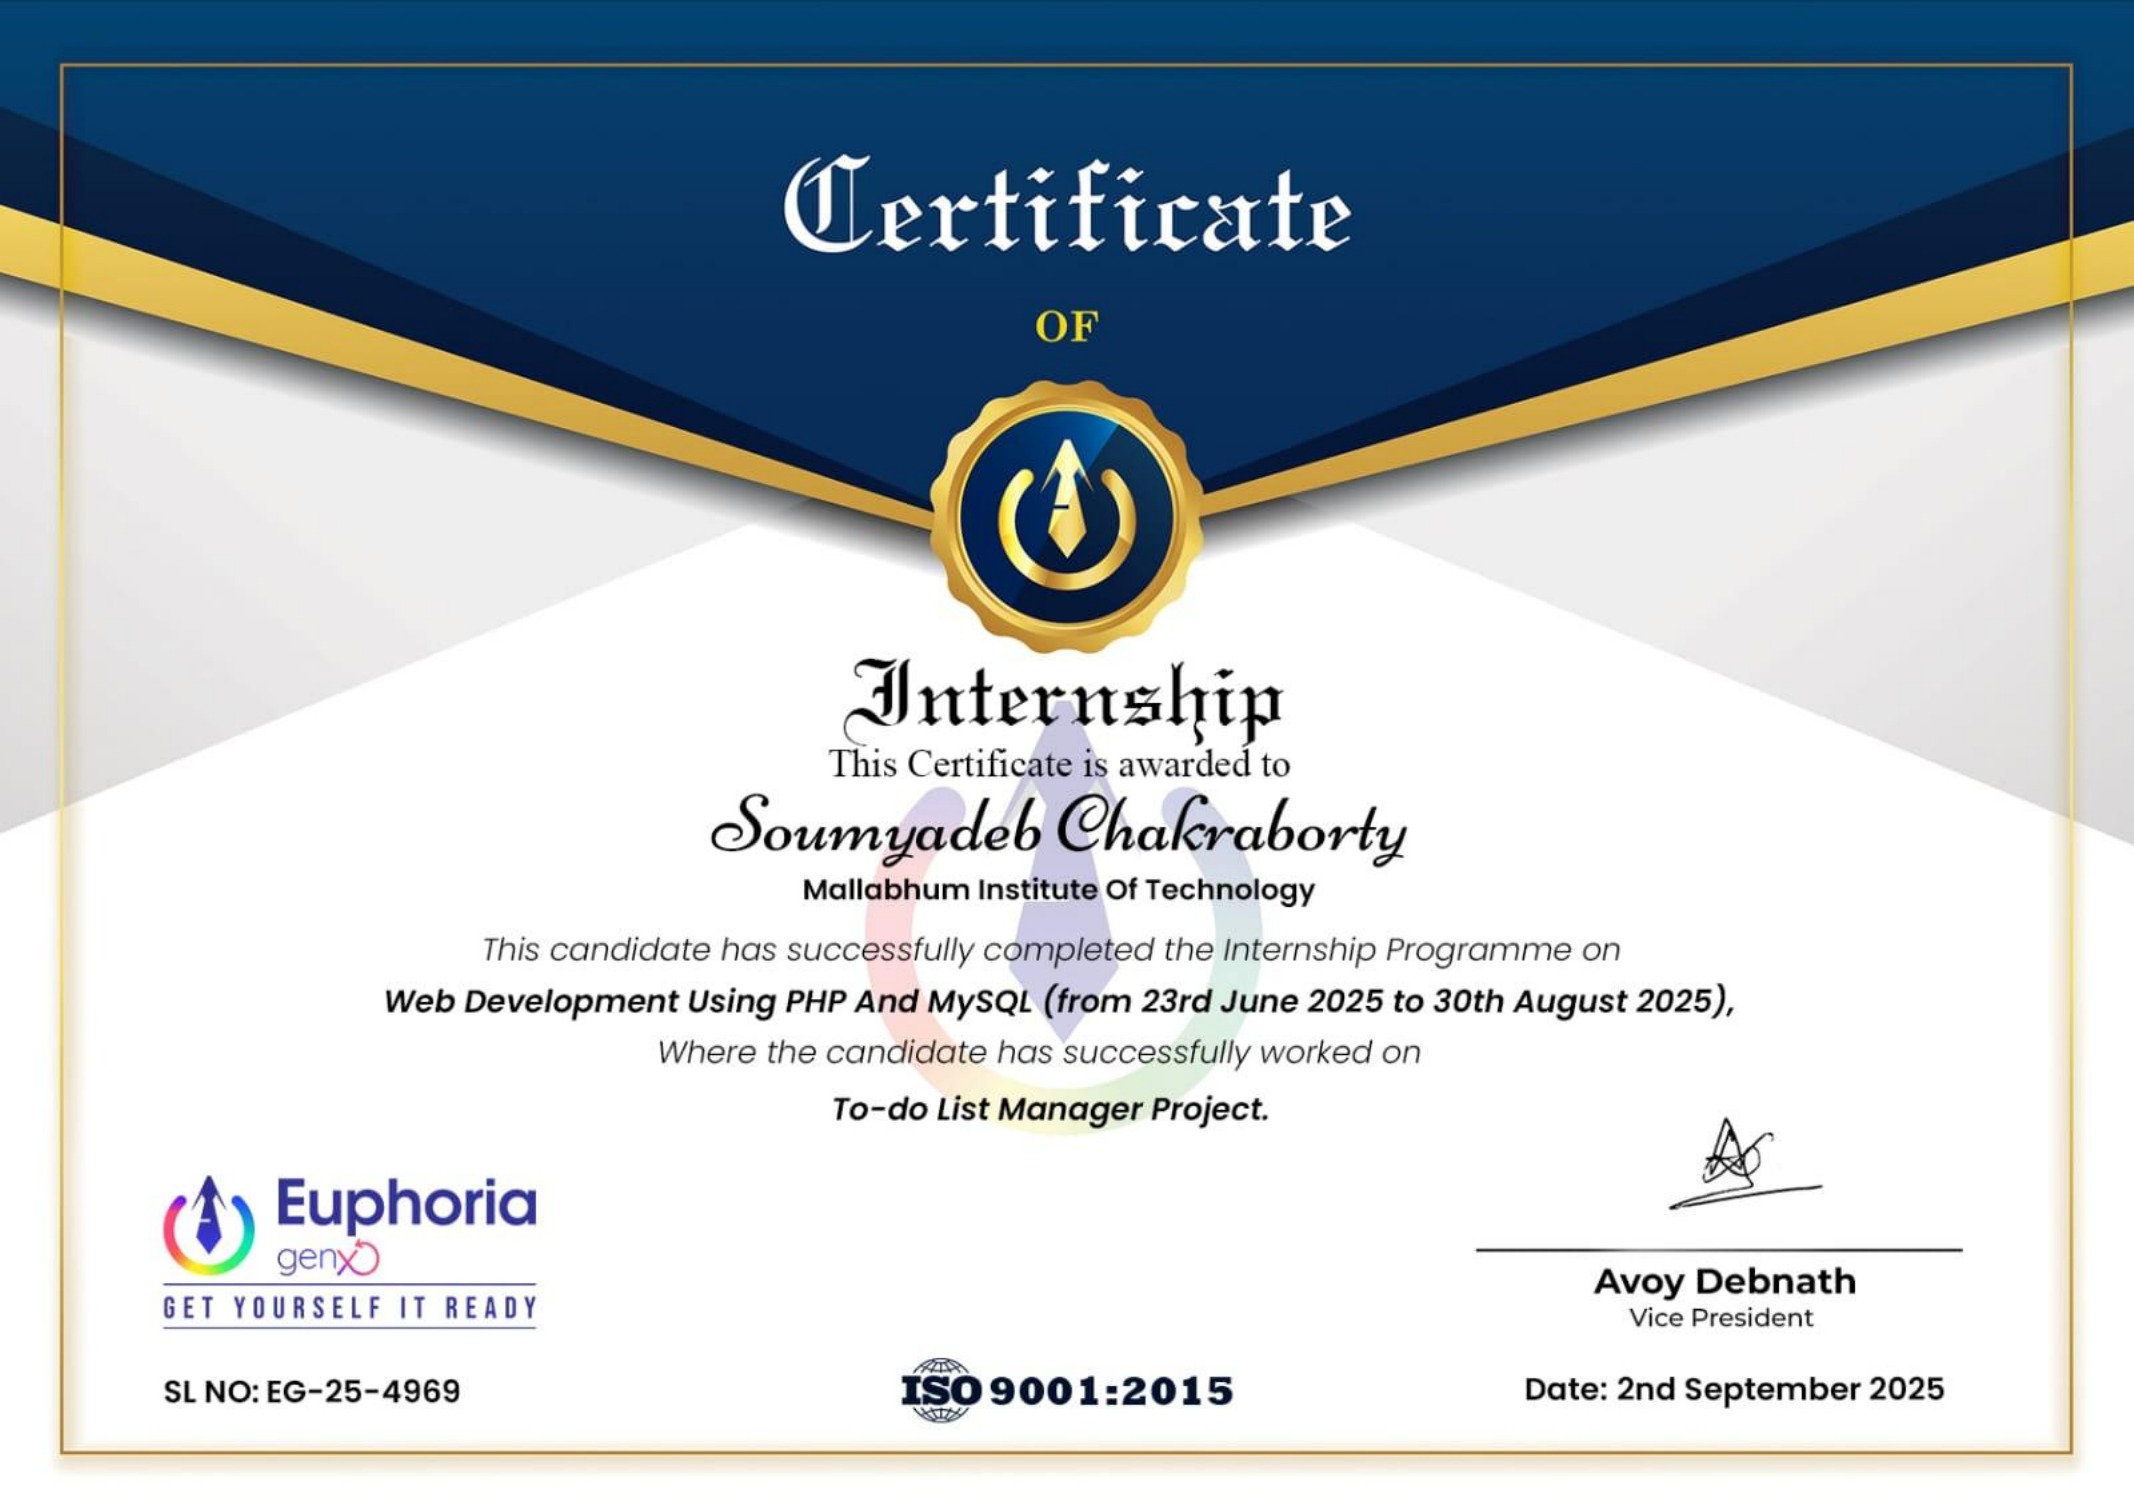 Certificate
OF
Internship
This Certificate is awarded to
Soumyadeb Chakraborty
Mallabhum Institute Of Technology
This candidate has successfully completed the Internship Programme on
Web Development Using PHP And MySQL (from 23rd June 2025 to 30th August 2025),
Where the candidate has successfully worked on
To-do List Manager Project.
Euphoria
genx
GET YOURSELF IT READY
Avoy Debnath
Vice President
SL NO: EG-25-4969
ISO 9001:2015
Date: 2nd September 2025